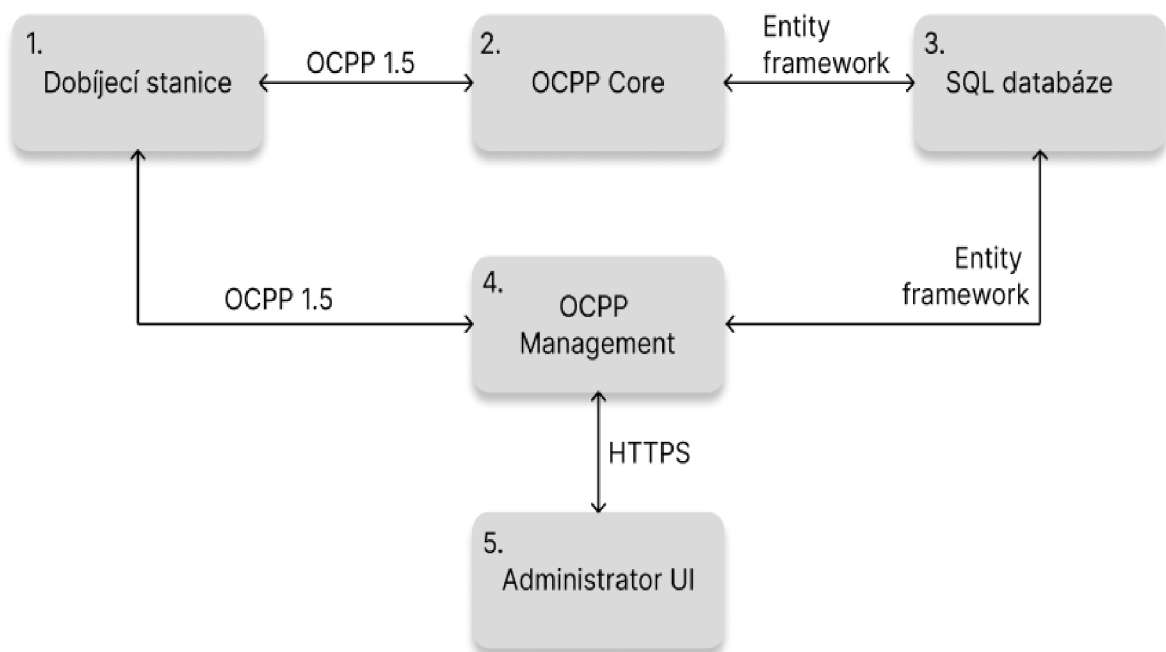 1.
Dobíjecí stanice
OCPP 1.5
2.
OCPP Core
Entity
framework
3.
SQL databáze
OCPP 1.5
4.
OCPP
Management
Entity
framework
HTTPS
5.
Administrator UI